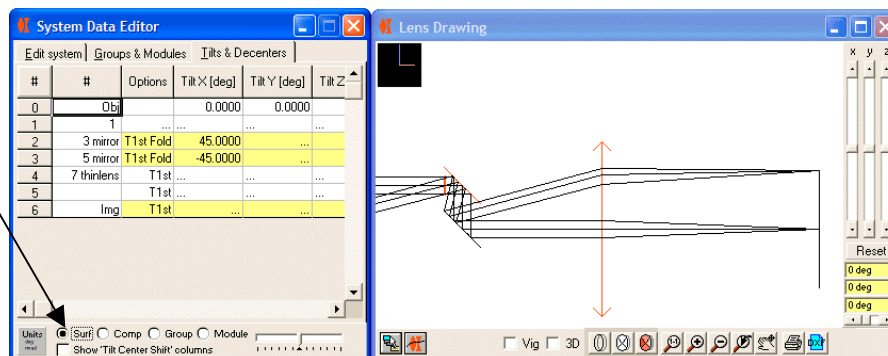 System Data Editor
Edit system Groups & Modules Tilts & Decenters
# # Options Tilt X [deg] Tilt Y [deg] Tilt Z
0 Obj 0.0000 0.0000
1 1 ... ... ... ...
2 3 mirror T1st Fold 45.0000 ... ...
3 5 mirror T1st Fold -45.0000 ... ...
4 7 thinlens T1st ... ... ...
5 T1st ... ... ...
6 Img T1st ... ... ...
Units deg Surf Comp Group Module
Show 'Tilt Center Shift' columns
Lens Drawing
x y z
Reset
0 deg
0 deg
0 deg
Vig 3D